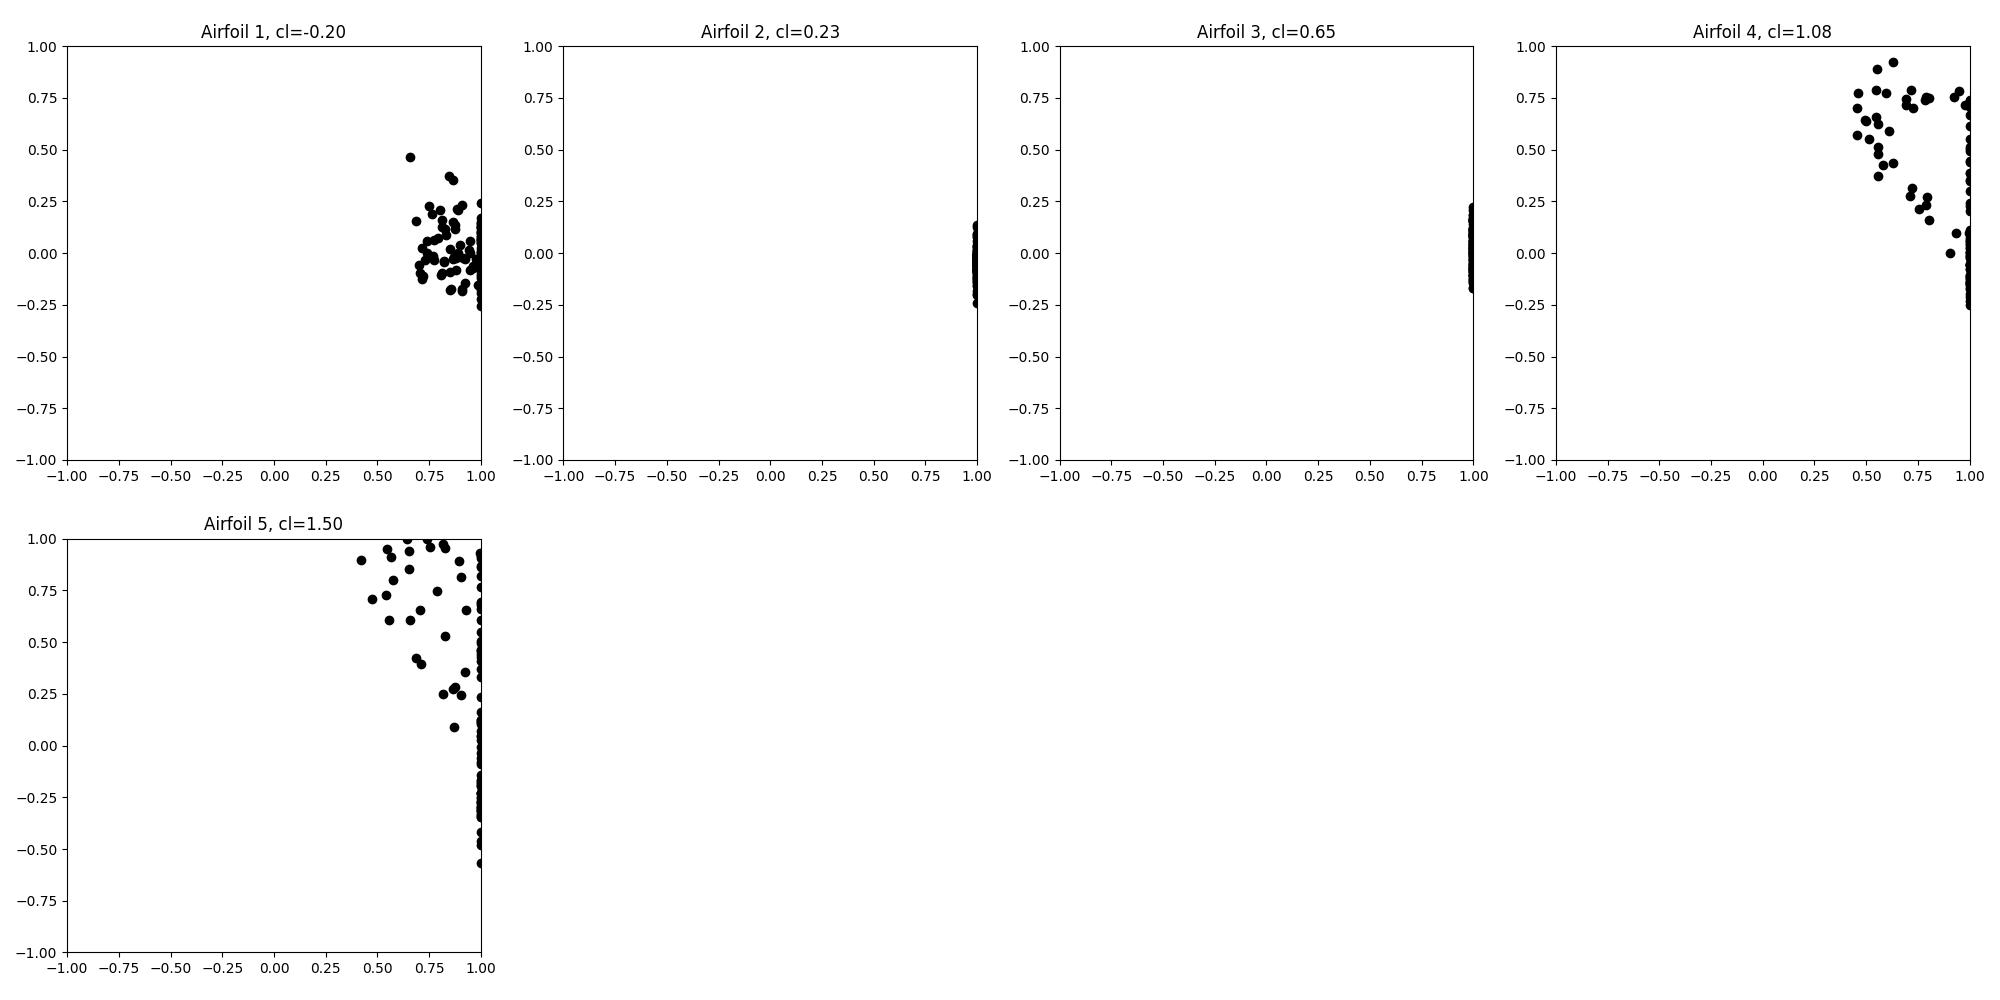 Airfoil 1, cl=-0.20
Airfoil 2, cl=0.23
Airfoil 3, cl=0.65
Airfoil 4, cl=1.08
1.00 1.00 1.00 1.00
0.75 0.75 0.75 0.75
0.50 0.50 0.50 0.50
0.25 0.25 0.25 0.25
0.00 0.00 0.00 0.00
−0.25 −0.25 −0.25 −0.25
−0.50 −0.50 −0.50 −0.50
−0.75 −0.75 −0.75 −0.75
−1.00 −1.00 −1.00 −1.00
−1.00 −0.75 −0.50 −0.25 0.00 0.25 0.50 0.75 1.00
−1.00 −0.75 −0.50 −0.25 0.00 0.25 0.50 0.75 1.00
−1.00 −0.75 −0.50 −0.25 0.00 0.25 0.50 0.75 1.00
−1.00 −0.75 −0.50 −0.25 0.00 0.25 0.50 0.75 1.00
Airfoil 5, cl=1.50
1.00
0.75
0.50
0.25
0.00
−0.25
−0.50
−0.75
−1.00
−1.00 −0.75 −0.50 −0.25 0.00 0.25 0.50 0.75 1.00